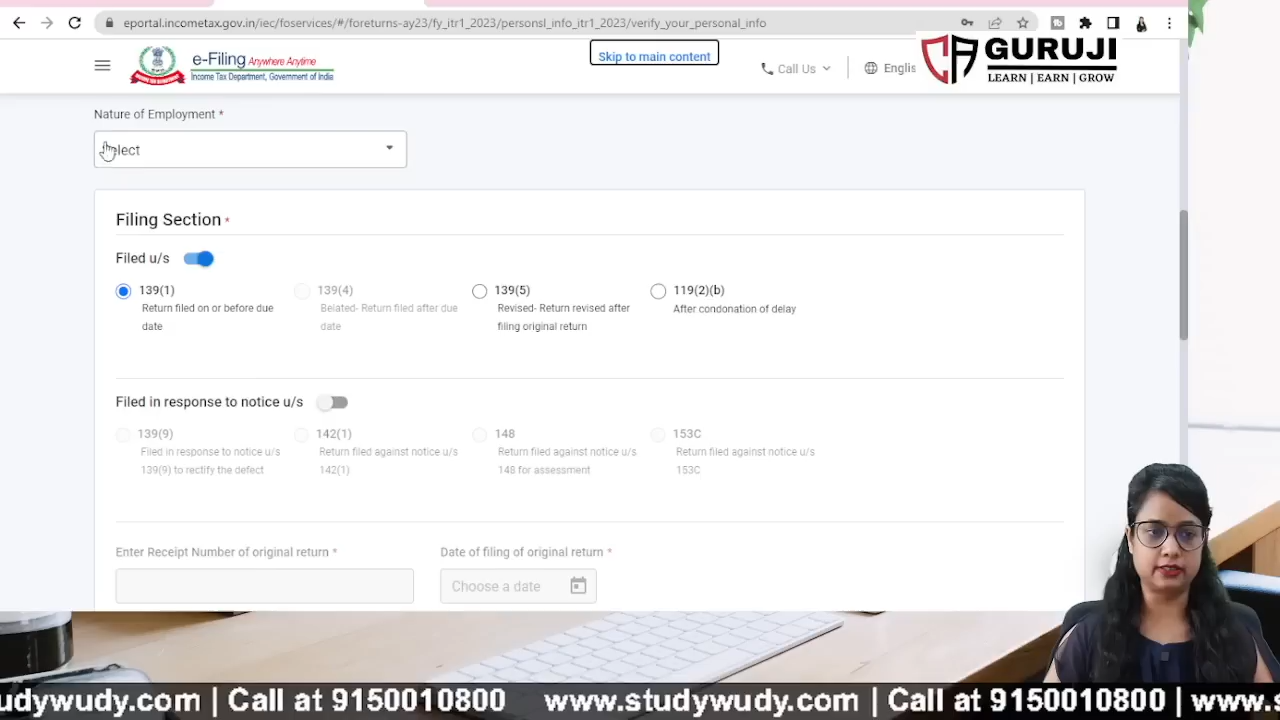 eportal.incometax.gov.in/iec/foservices/#/foreturns-ay23/fy_itr1_2023/personsl_info_itr1_2023/verify_your_personal_info
e-Filing Anywhere Anytime
Income Tax Department, Government of India
Skip to main content
Call Us
Englis
CA GURUJI
LEARN | EARN | GROW
Nature of Employment *
elect
Filing Section *
Filed u/s
139(1)
Return filed on or before due
date
139(4)
Belated- Return filed after due
date
139(5)
Revised- Return revised after
filing original return
119(2)(b)
After condonation of delay
Filed in response to notice u/s
139(9)
Filed in response to notice u/s
139(9) to rectify the defect
142(1)
Return filed against notice u/s
142(1)
148
Return filed against notice u/s
148 for assessment
153C
Return filed against notice u/s
153C
Enter Receipt Number of original return *
Date of filing of original return *
Choose a date
udywudy.com | Call at 9150010800 www.studywudy.com | Call at 9150010800 | www.s